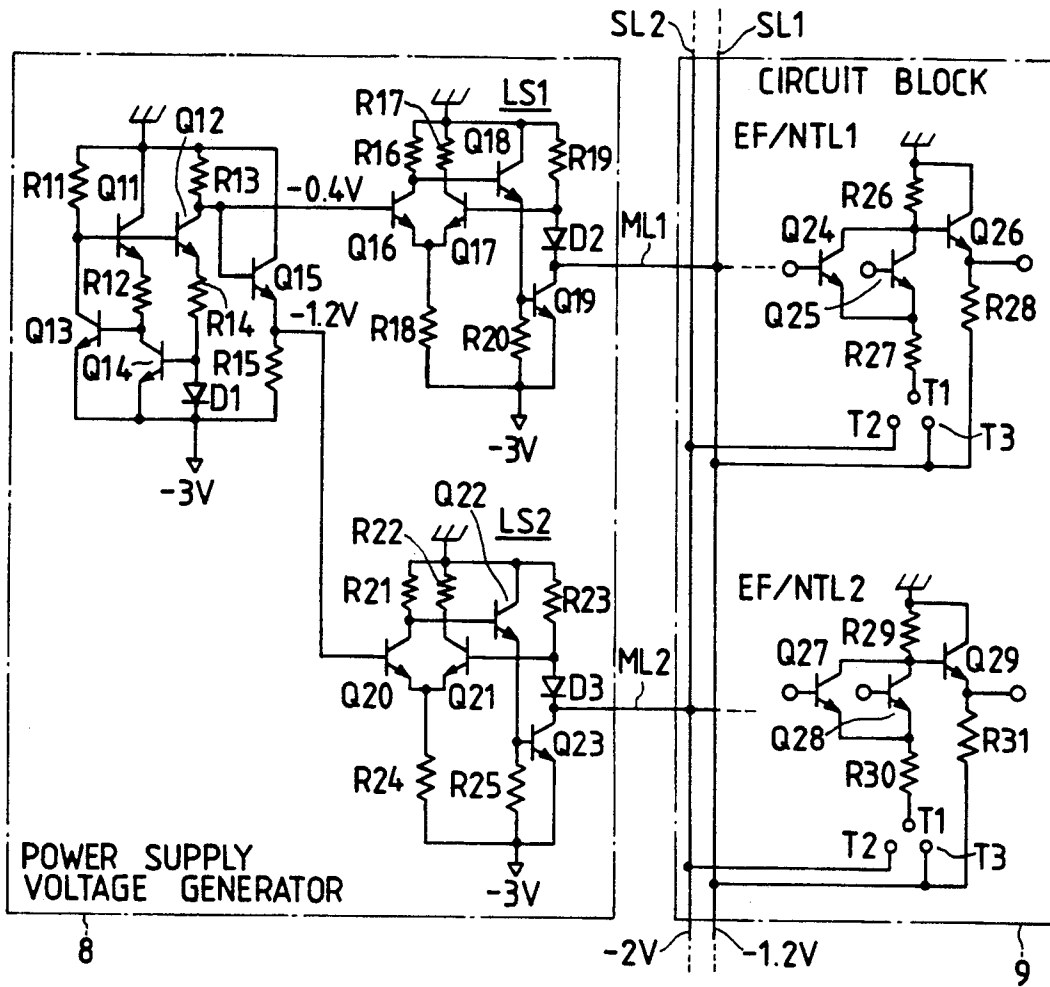 SL2 SL1
CIRCUIT BLOCK
LS1
R17
Q18
Q12
R16
R19
EF/NTL1
R11
Q11
R13
-0.4V
R26
Q24
Q26
Q16
Q17
D2
ML1
R12
Q15
Q19
Q25
R28
Q13
R14
-1.2V
R18
R20
R27
Q14
R15
D1
T1
T2
T3
-3V
-3V
Q22
LS2
R22
R21
R23
EF/NTL2
R29
Q27
Q29
Q20
Q21
D3
ML2
Q28
Q23
R31
R24
R25
R30
T1
T2
T3
POWER SUPPLY
VOLTAGE GENERATOR
-3V
8
-2V
-1.2V
9